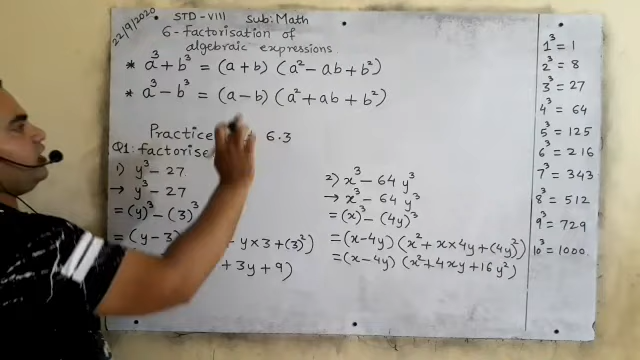 22/9/2020
STD-VIII Sub: Math
6-Factorisation of
algebraic expressions
* a³ + b³ = (a + b) (a² - ab + b²)
* a³ - b³ = (a - b) (a² + ab + b²)
Practice 6.3
Q1: factorise
1) y³ - 27
→ y³ - 27
= (y)³ - (3)³
= (y - 3) - y × 3 + (3)²)
+ 3y + 9)
2) x³ - 64 y³
→ x³ - 64 y³
= (x)³ - (4y)³
= (x - 4y) (x² + x × 4y + (4y)²)
= (x - 4y) (x² + 4xy + 16y²)
1³ = 1
2³ = 8
3³ = 27
4³ = 64
5³ = 125
6³ = 216
7³ = 343
8³ = 512
9³ = 729
10³ = 1000